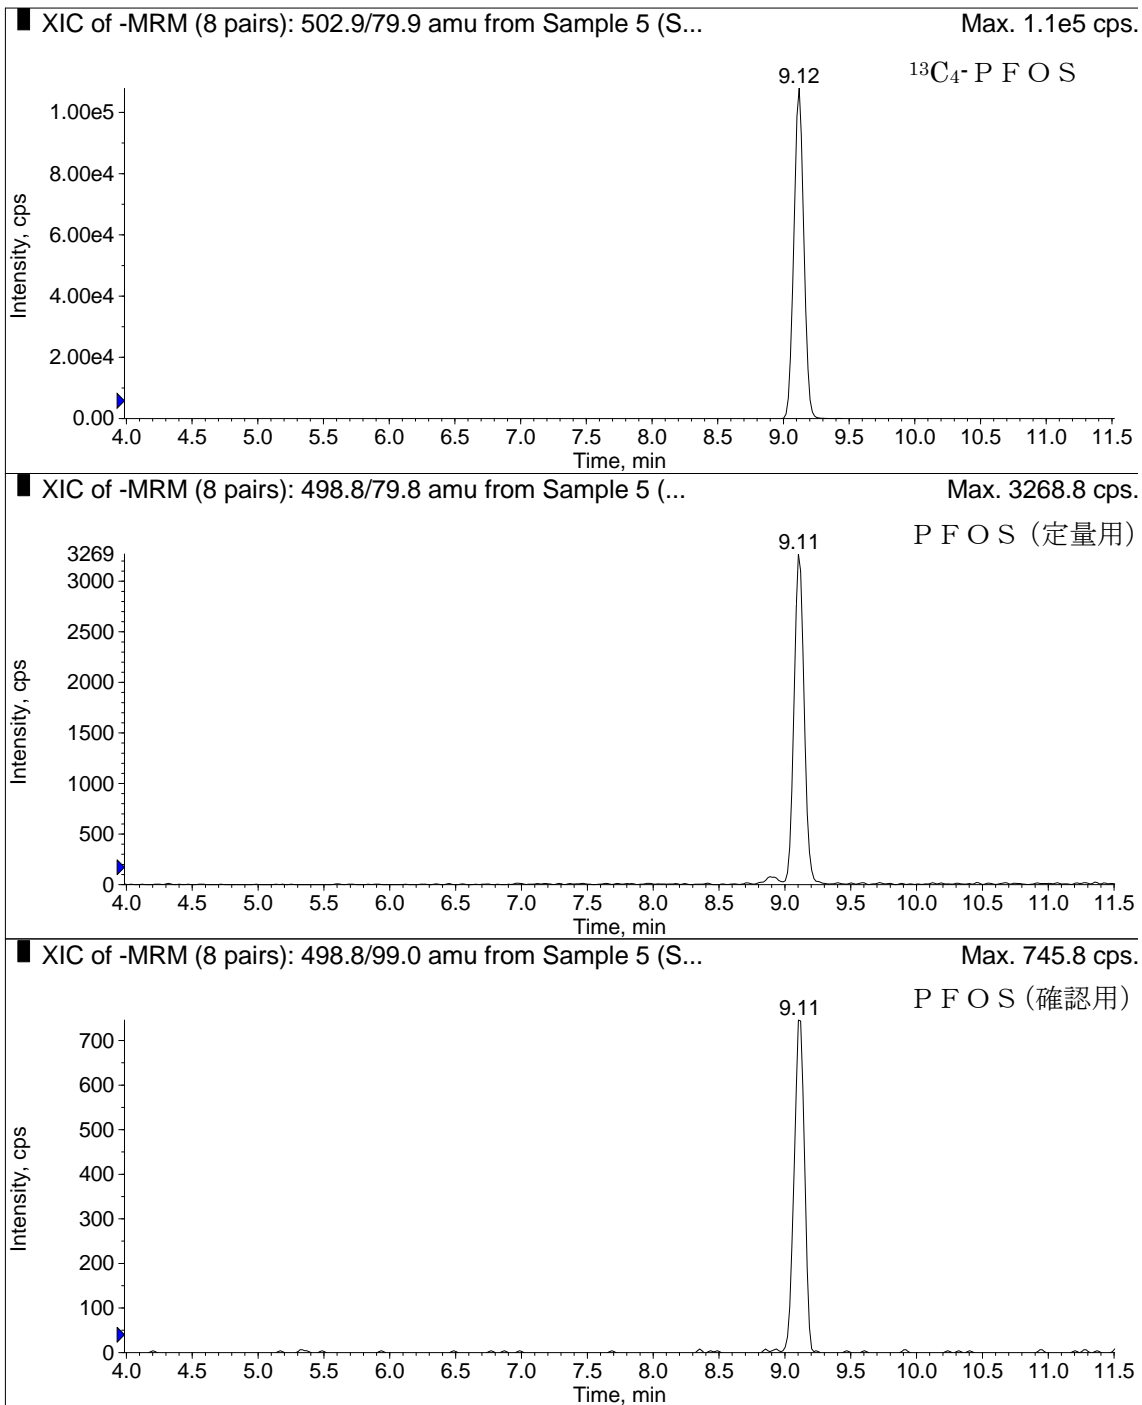 XIC of -MRM (8 pairs): 502.9/79.9 amu from Sample 5 (S... Max. 1.1e5 cps.
¹³C₄-ＰＦＯＳ
9.12
1.00e5
8.00e4
6.00e4
4.00e4
2.00e4
0.00
Intensity, cps
4.0 4.5 5.0 5.5 6.0 6.5 7.0 7.5 8.0 8.5 9.0 9.5 10.0 10.5 11.0 11.5
Time, min
XIC of -MRM (8 pairs): 498.8/79.8 amu from Sample 5 (... Max. 3268.8 cps.
ＰＦＯＳ（定量用）
9.11
3269
3000
2500
2000
1500
1000
500
0
Intensity, cps
4.0 4.5 5.0 5.5 6.0 6.5 7.0 7.5 8.0 8.5 9.0 9.5 10.0 10.5 11.0 11.5
Time, min
XIC of -MRM (8 pairs): 498.8/99.0 amu from Sample 5 (S... Max. 745.8 cps.
ＰＦＯＳ（確認用）
9.11
700
600
500
400
300
200
100
0
Intensity, cps
4.0 4.5 5.0 5.5 6.0 6.5 7.0 7.5 8.0 8.5 9.0 9.5 10.0 10.5 11.0 11.5
Time, min